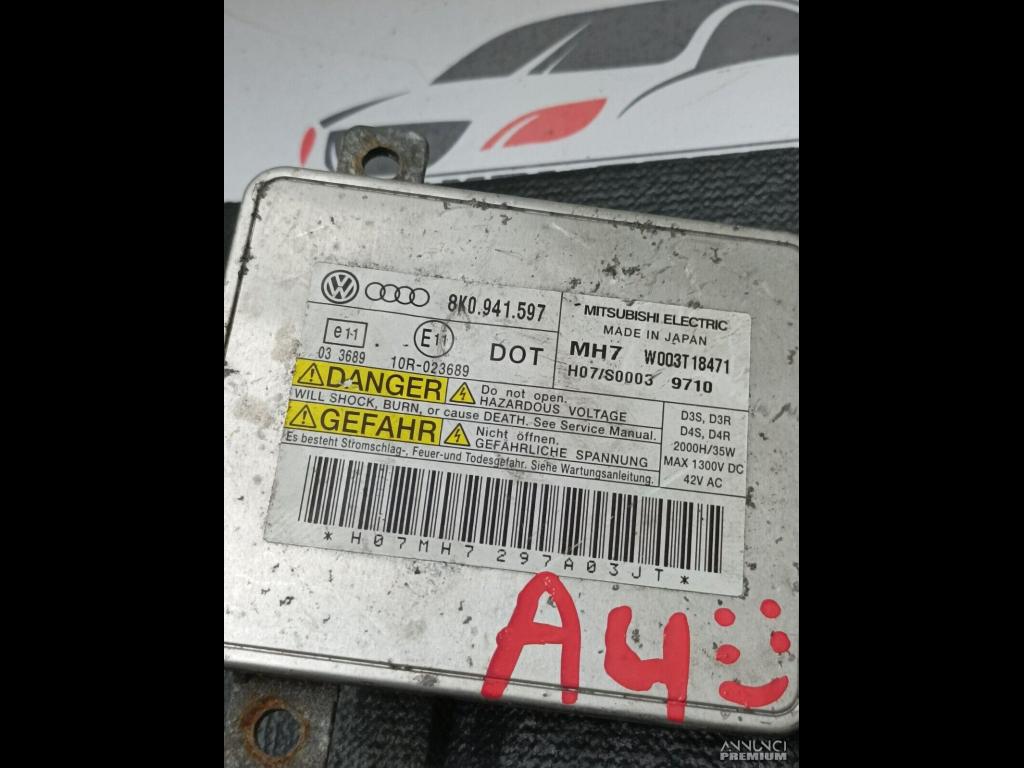 8K0.941.597
MITSUBISHI ELECTRIC
MADE IN JAPAN
e11
E11
DOT
03 3689
10R-023689
MH7 W003T18471
H07/S0003 9710
DANGER
Do not open.
HAZARDOUS VOLTAGE
WILL SHOCK, BURN, or cause DEATH. See Service Manual.
GEFAHR
Nicht öffnen.
GEFÄHRLICHE SPANNUNG
Es besteht Stromschlag-, Feuer-und Todesgefahr. Siehe Wartungsanleitung.
D3S, D3R
D4S, D4R
2000H/35W
MAX 1300V DC
42V AC
*H07MH7297A03JT*
A4
ANNUNCI
PREMIUM